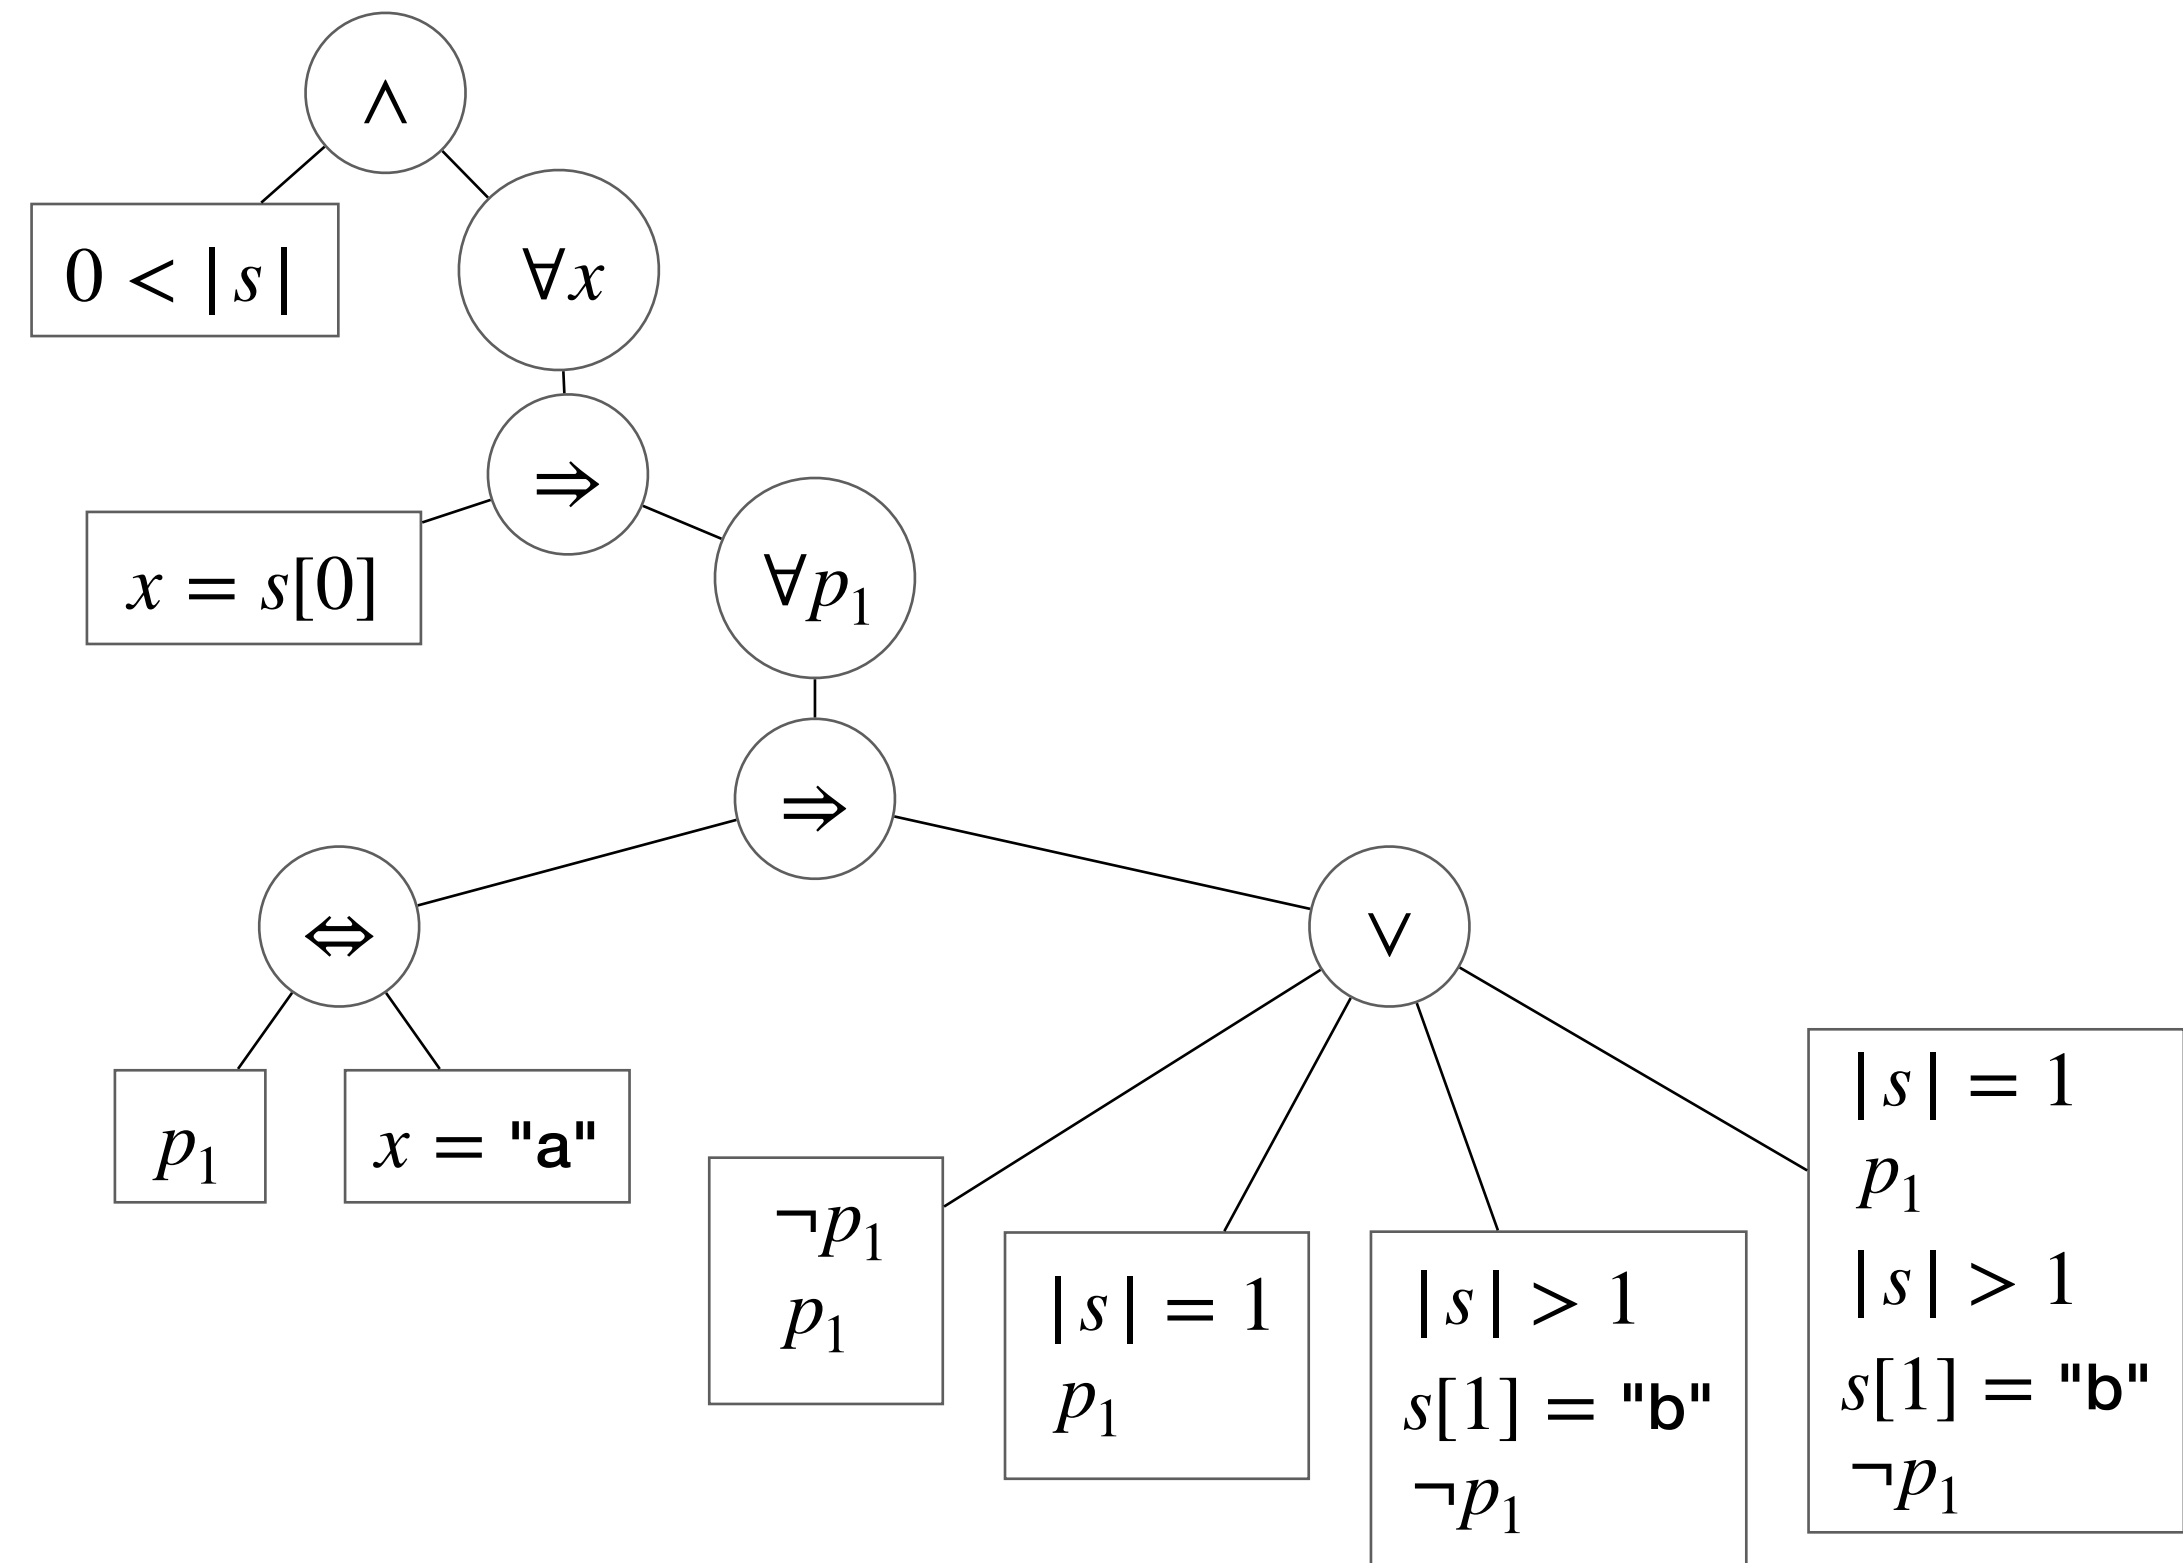 ∧
0 < |s|
∀x
⇒
x = s[0]
∀p₁
⇒
⇔
∨
p₁
x = "a"
¬p₁
p₁
|s| = 1
p₁
|s| > 1
s[1] = "b"
¬p₁
|s| = 1
p₁
|s| > 1
s[1] = "b"
¬p₁